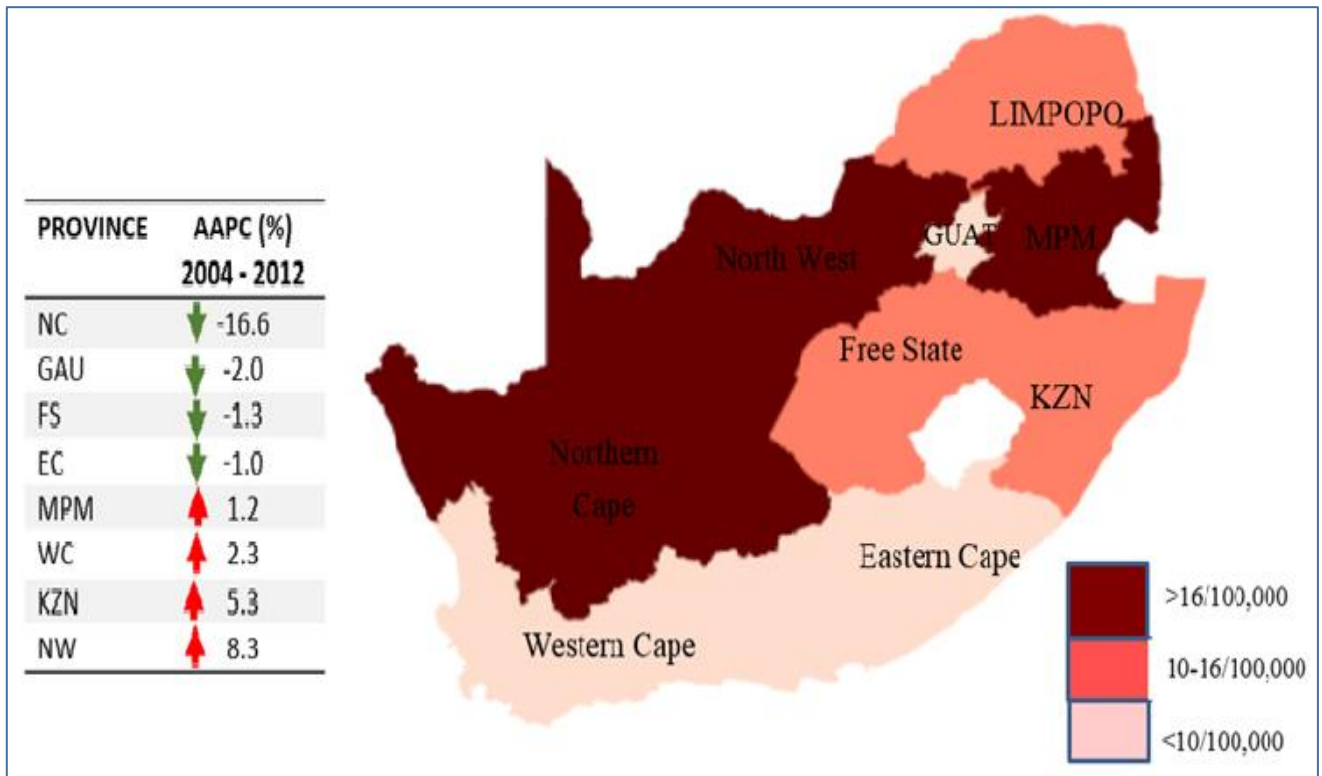 PROVINCE AAPC (%)
2004 - 2012
NC -16.6
GAU -2.0
FS -1.3
EC -1.0
MPM 1.2
WC 2.3
KZN 5.3
NW 8.3
LIMPOPO
GUAT MPM
North West
Free State
KZN
Northern
Cape
Eastern Cape
Western Cape
>16/100,000
10-16/100,000
<10/100,000